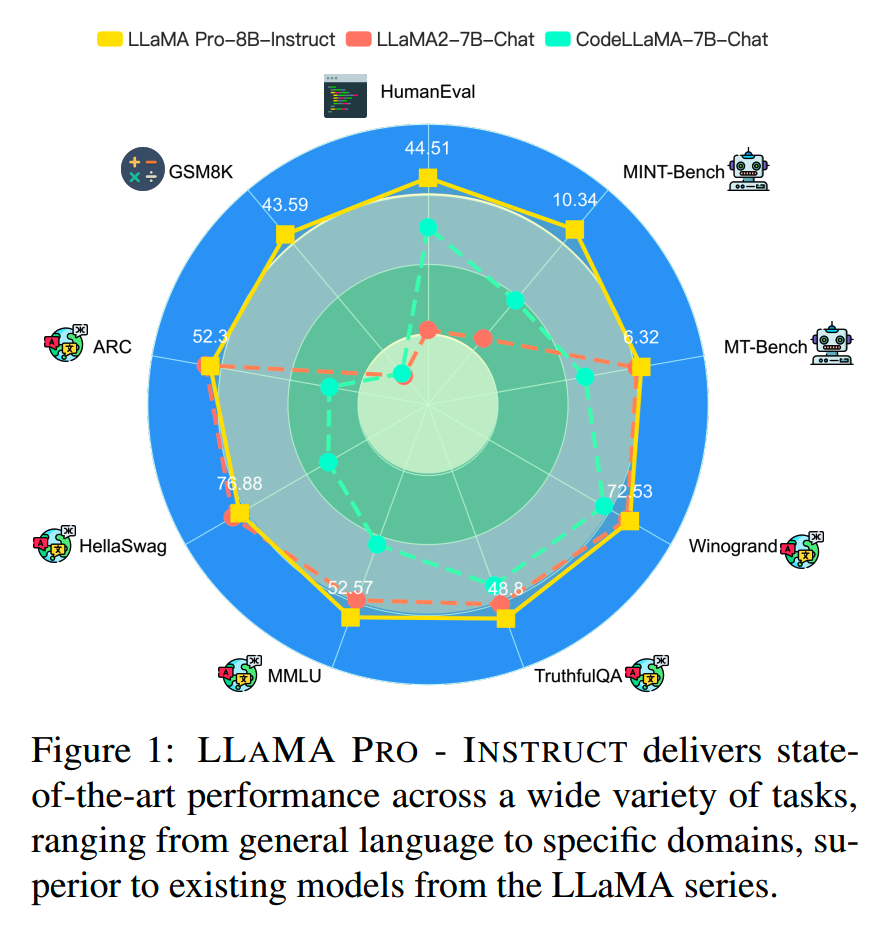 LLaMA Pro-8B-Instruct LLaMA2-7B-Chat CodeLLaMA-7B-Chat
HumanEval
44.51
GSM8K
MINT-Bench
43.59
10.34
ARC
52.3
6.32
MT-Bench
76.88
72.53
HellaSwag
Winogrand
52.57
48.8
MMLU
TruthfulQA
Figure 1: LLAMA PRO - INSTRUCT delivers state-
of-the-art performance across a wide variety of tasks,
ranging from general language to specific domains, su-
perior to existing models from the LLaMA series.